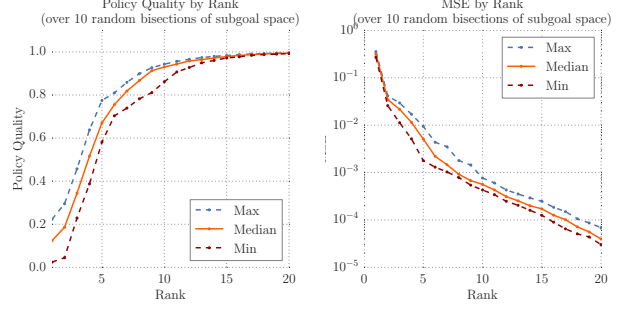 Policy Quality by Rank
(over 10 random bisections of subgoal space)
1.0
0.8
0.6
0.4
0.2
0.0
Policy Quality
5
10
15
20
Rank
Max
Median
Min
MSE by Rank
(over 10 random bisections of subgoal space)
10⁰
10⁻¹
10⁻²
10⁻³
10⁻⁴
10⁻⁵
0
5
10
15
20
Rank
Max
Median
Min